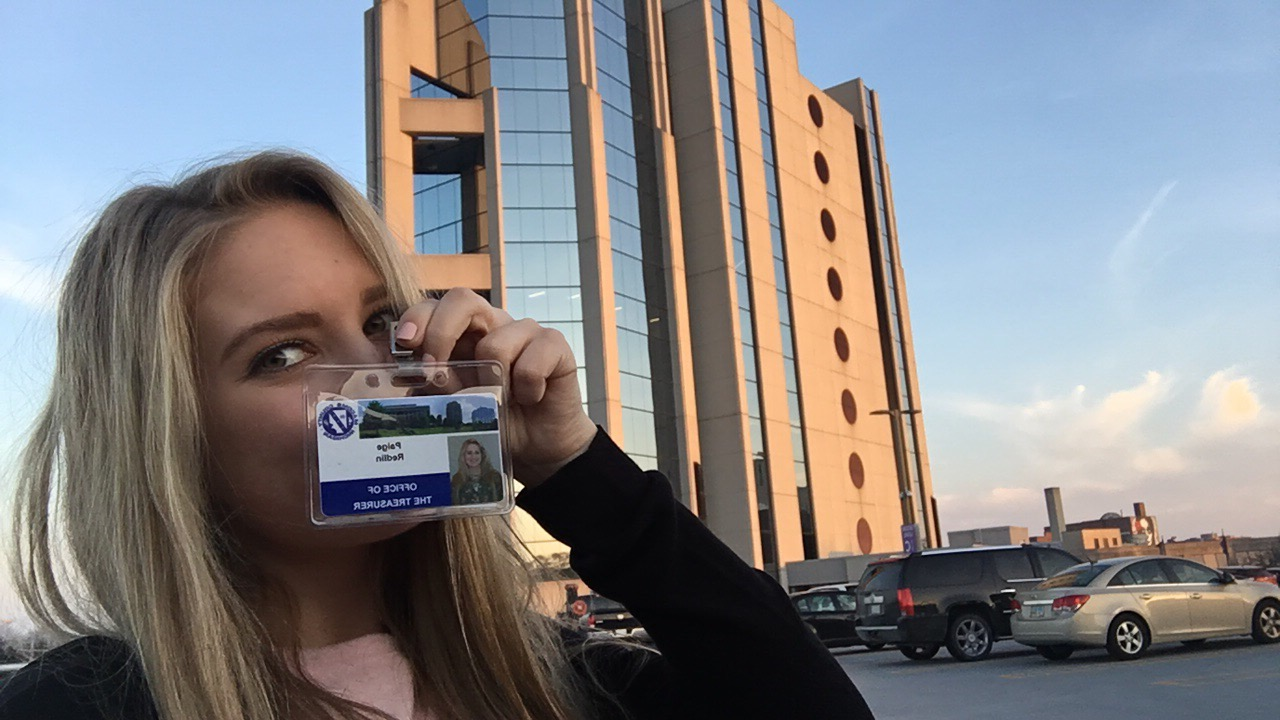 Paige
Redlin
OFFICE OF
THE TREASURER
C